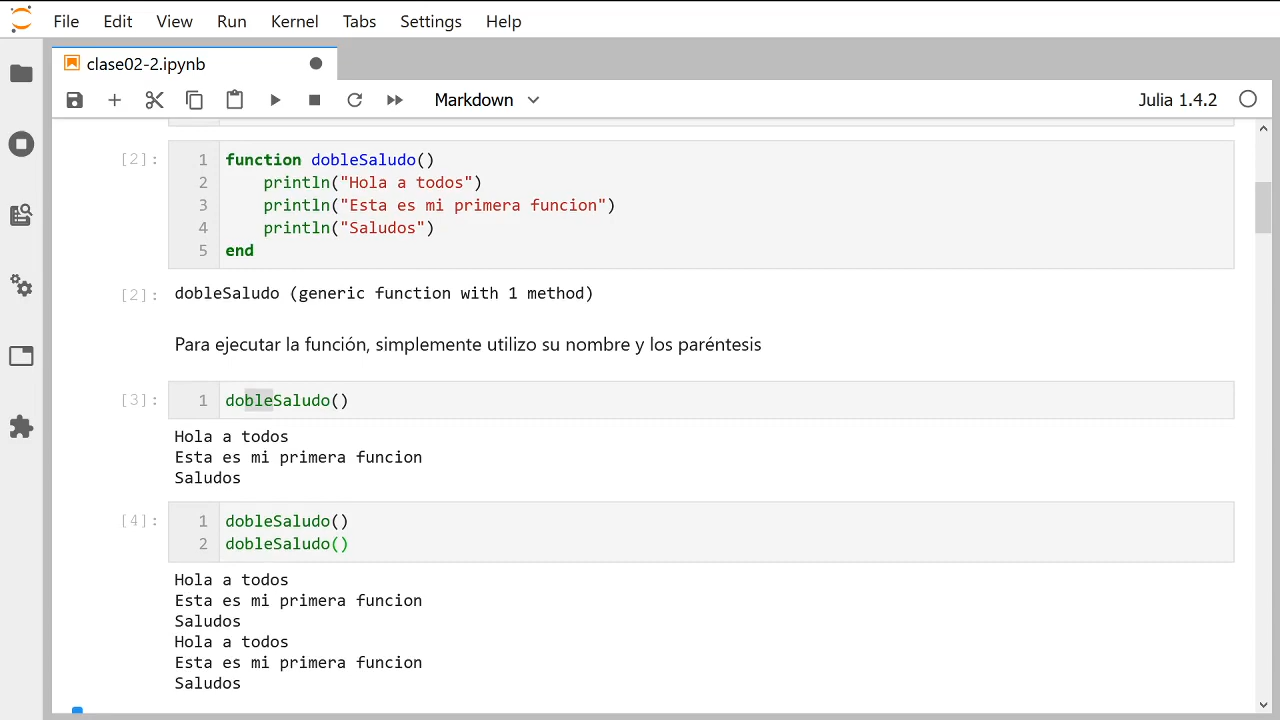 File Edit View Run Kernel Tabs Settings Help
clase02-2.ipynb
Markdown
Julia 1.4.2
[2]:
1 function dobleSaludo()
2     println("Hola a todos")
3     println("Esta es mi primera funcion")
4     println("Saludos")
5 end
[2]: dobleSaludo (generic function with 1 method)
Para ejecutar la función, simplemente utilizo su nombre y los paréntesis
[3]: 1 dobleSaludo()
Hola a todos
Esta es mi primera funcion
Saludos
[4]: 1 dobleSaludo()
2 dobleSaludo()
Hola a todos
Esta es mi primera funcion
Saludos
Hola a todos
Esta es mi primera funcion
Saludos